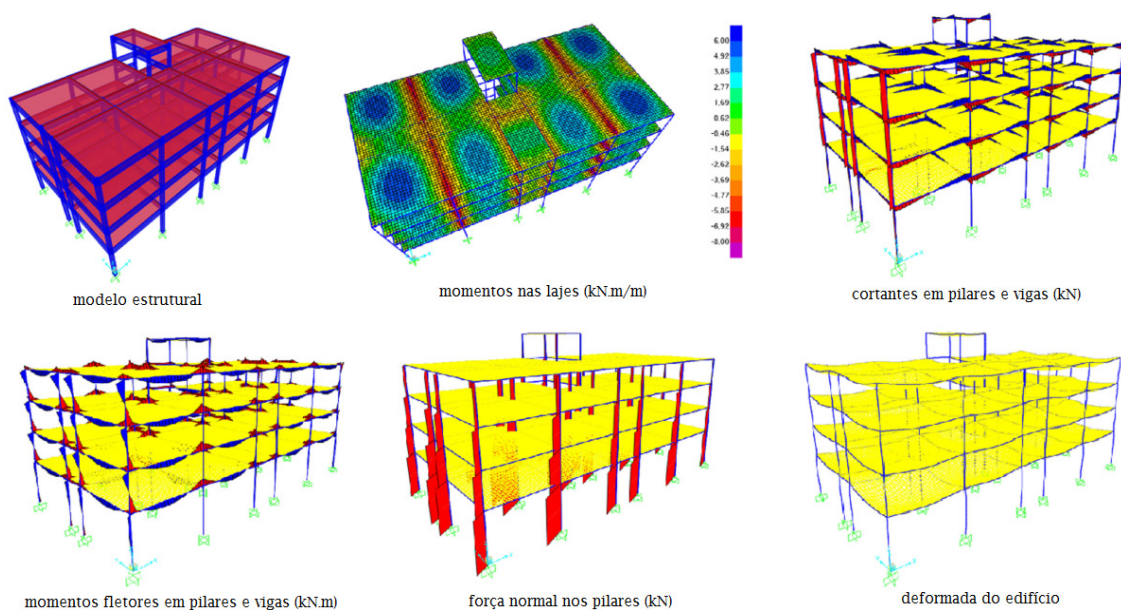 modelo estrutural
6.00
4.92
3.85
2.77
1.69
0.62
-0.46
-1.54
-2.62
-3.69
-4.77
-5.85
-6.92
-8.00
momentos nas lajes (kN.m/m)
cortantes em pilares e vigas (kN)
momentos fletores em pilares e vigas (kN.m)
força normal nos pilares (kN)
deformada do edifício